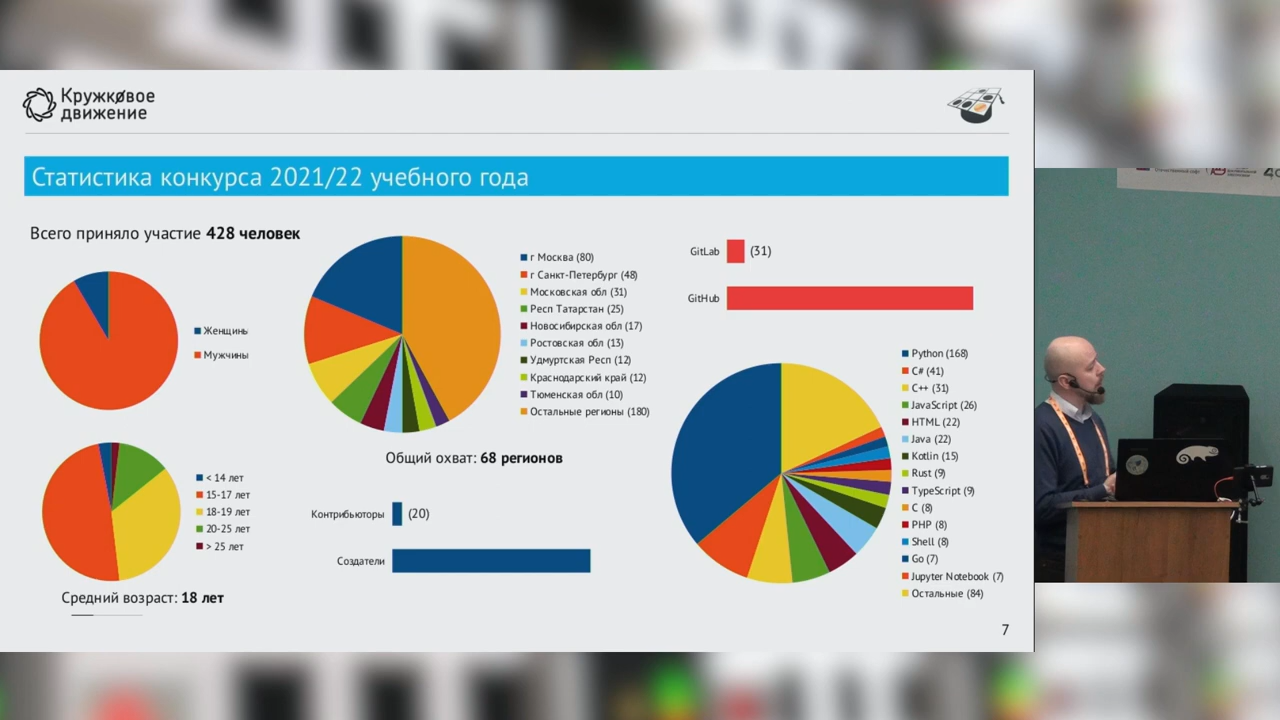 Кружковое
движение
Статистика конкурса 2021/22 учебного года
Всего приняло участие 428 человек
Женщины
Мужчины
г Москва (80)
г Санкт-Петербург (48)
Московская обл (31)
Респ Татарстан (25)
Новосибирская обл (17)
Ростовская обл (13)
Удмуртская Респ (12)
Краснодарский край (12)
Тюменская обл (10)
Остальные регионы (180)
Общий охват: 68 регионов
GitLab (31)
GitHub
< 14 лет
15-17 лет
18-19 лет
20-25 лет
> 25 лет
Средний возраст: 18 лет
Контрибьюторы (20)
Создатели
Python (168)
C# (41)
C++ (31)
JavaScript (26)
HTML (22)
Java (22)
Kotlin (15)
Rust (9)
TypeScript (9)
C (8)
PHP (8)
Shell (8)
Go (7)
Jupyter Notebook (7)
Остальные (84)
7